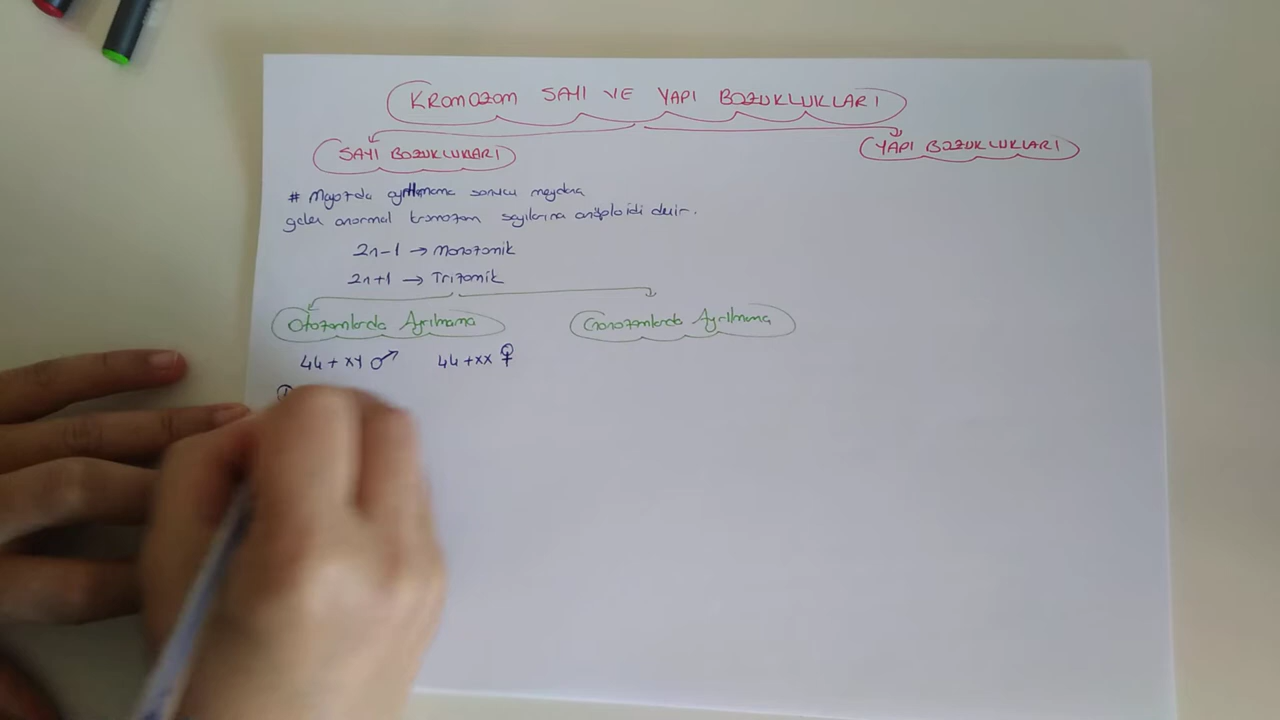 KROMOZOM SAYI VE YAPI BOZUKLUKLARI
SAYI BOZUKLUKLARI
YAPI BOZUKLUKLARI
# Mayozda ayrılmama sonucu meydana
gelen anormal kromozom sayılarına anöploidi denir.
2n-1 → Monozomik
2n+1 → Trizomik
Otozomlarda Ayrılmama
Gonozomlarda Ayrılmama
44 + XY ♂
44 + XX ♀